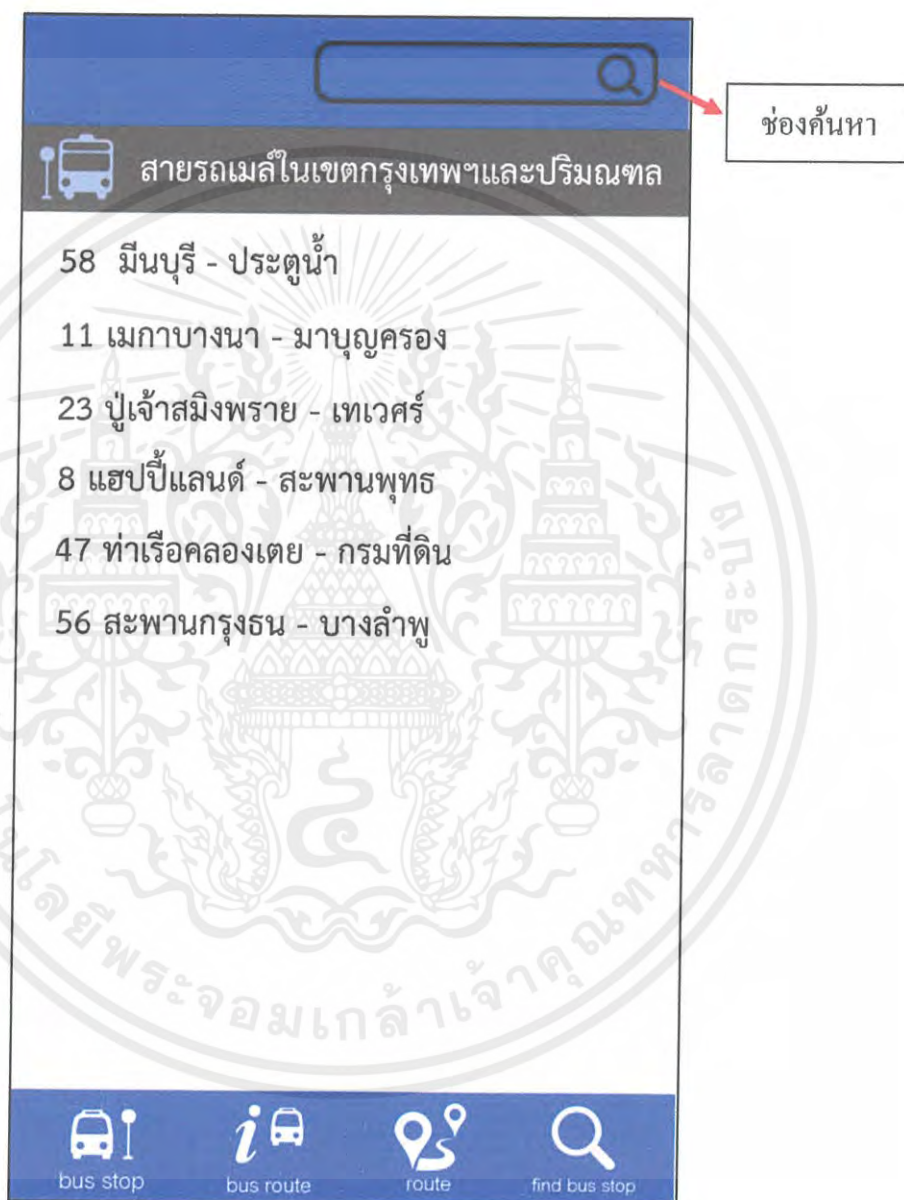 ช่องค้นหา
สายรถเมล์ในเขตกรุงเทพฯและปริมณฑล
58 มีนบุรี - ประตูน้ำ
11 เมกาบางนา - มาบุญครอง
23 ปู่เจ้าสมิงพราย - เทเวศร์
8 แฮปปี้แลนด์ - สะพานพุทธ
47 ท่าเรือคลองเตย - กรมที่ดิน
56 สะพานกรุงธน - บางลำพู
bus stop
bus route
route
find bus stop